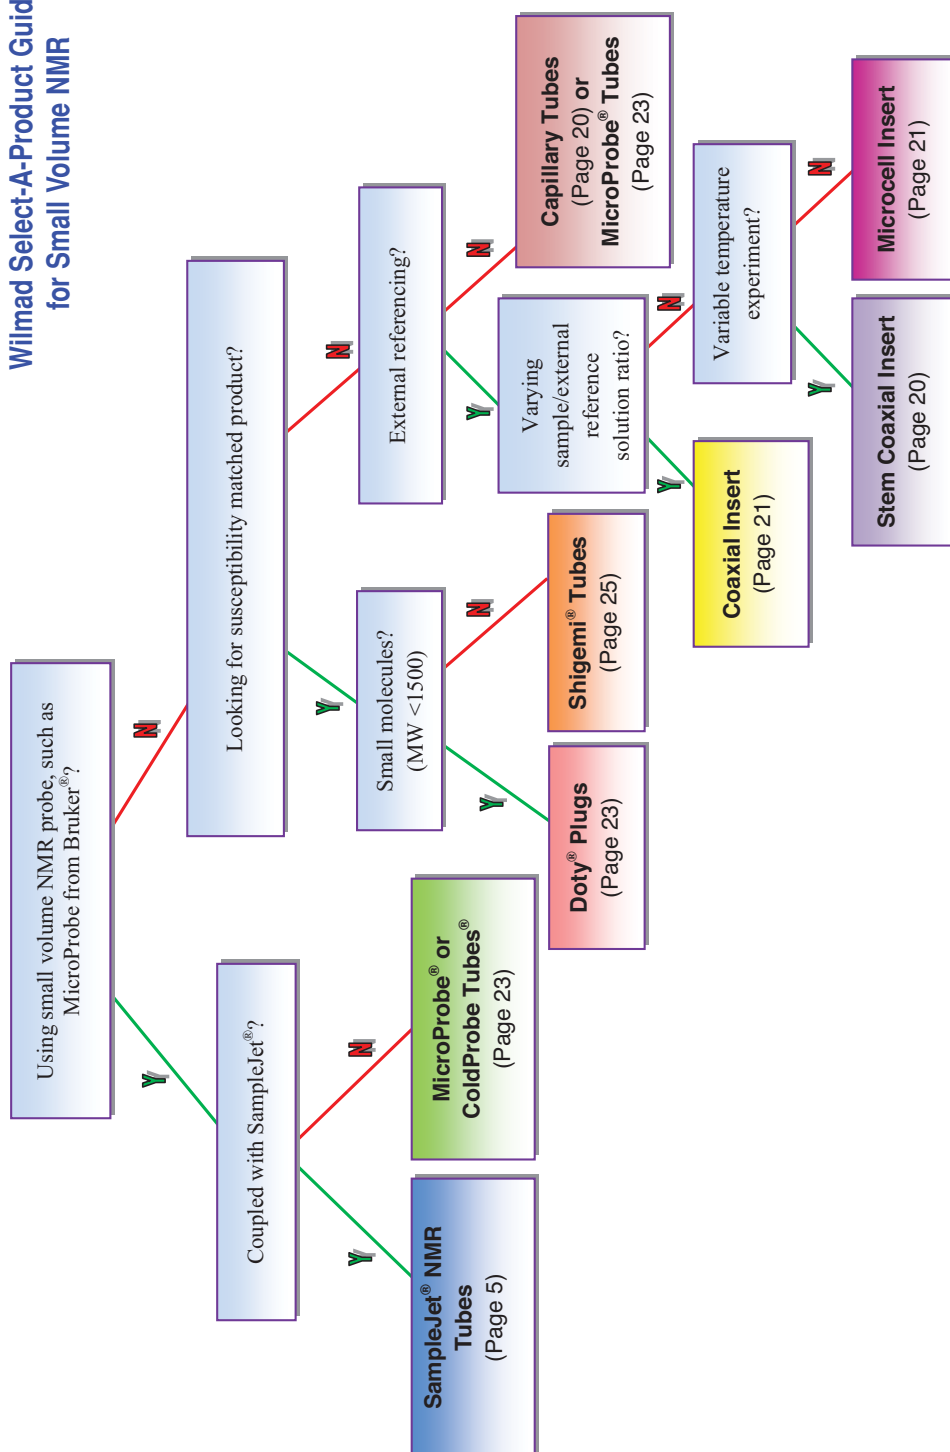 Wilmad Select-A-Product Guid
for Small Volume NMR
Using small volume NMR probe, such as
MicroProbe from Bruker®?
Y
N
Coupled with SampleJet®?
Y
N
SampleJet® NMR
Tubes
(Page 5)
MicroProbe® or
ColdProbe Tubes®
(Page 23)
Looking for susceptibility matched product?
Y
N
Small molecules?
(MW <1500)
Y
N
Doty® Plugs
(Page 23)
Shigemi® Tubes
(Page 25)
External referencing?
Y
N
Varying
sample/external
reference
solution ratio?
Y
N
Capillary Tubes
(Page 20) or
MicroProbe® Tubes
(Page 23)
Coaxial Insert
(Page 21)
Variable temperature
experiment?
Y
N
Stem Coaxial Insert
(Page 20)
Microcell Insert
(Page 21)